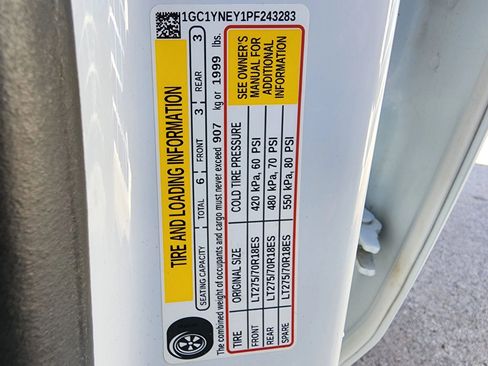 1GC1YNEY1PF243283
TIRE AND LOADING INFORMATION
SEATING CAPACITY TOTAL 6 FRONT 3 REAR 3
The combined weight of occupants and cargo must never exceed 907 kg or 1999 lbs.
TIRE ORIGINAL SIZE COLD TIRE PRESSURE
FRONT LT275/70R18ES 420 kPa, 60 PSI
REAR LT275/70R18ES 480 kPa, 70 PSI
SPARE LT275/70R18ES 550 kPa, 80 PSI
SEE OWNER'S
MANUAL FOR
ADDITIONAL
INFORMATION